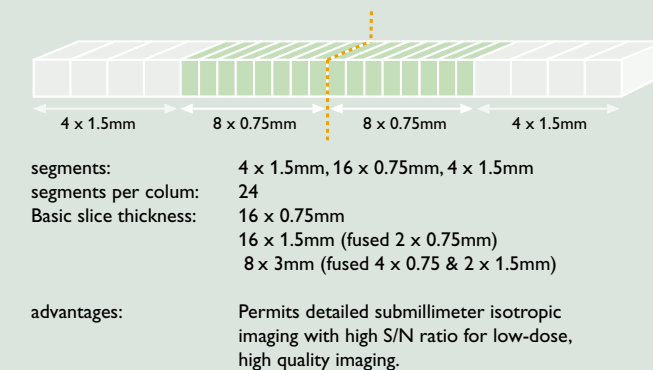 4 x 1.5mm 8 x 0.75mm 8 x 0.75mm 4 x 1.5mm
segments: 4 x 1.5mm, 16 x 0.75mm, 4 x 1.5mm
segments per colum: 24
Basic slice thickness: 16 x 0.75mm
16 x 1.5mm (fused 2 x 0.75mm)
8 x 3mm (fused 4 x 0.75 & 2 x 1.5mm)
advantages: Permits detailed submillimeter isotropic
imaging with high S/N ratio for low-dose,
high quality imaging.